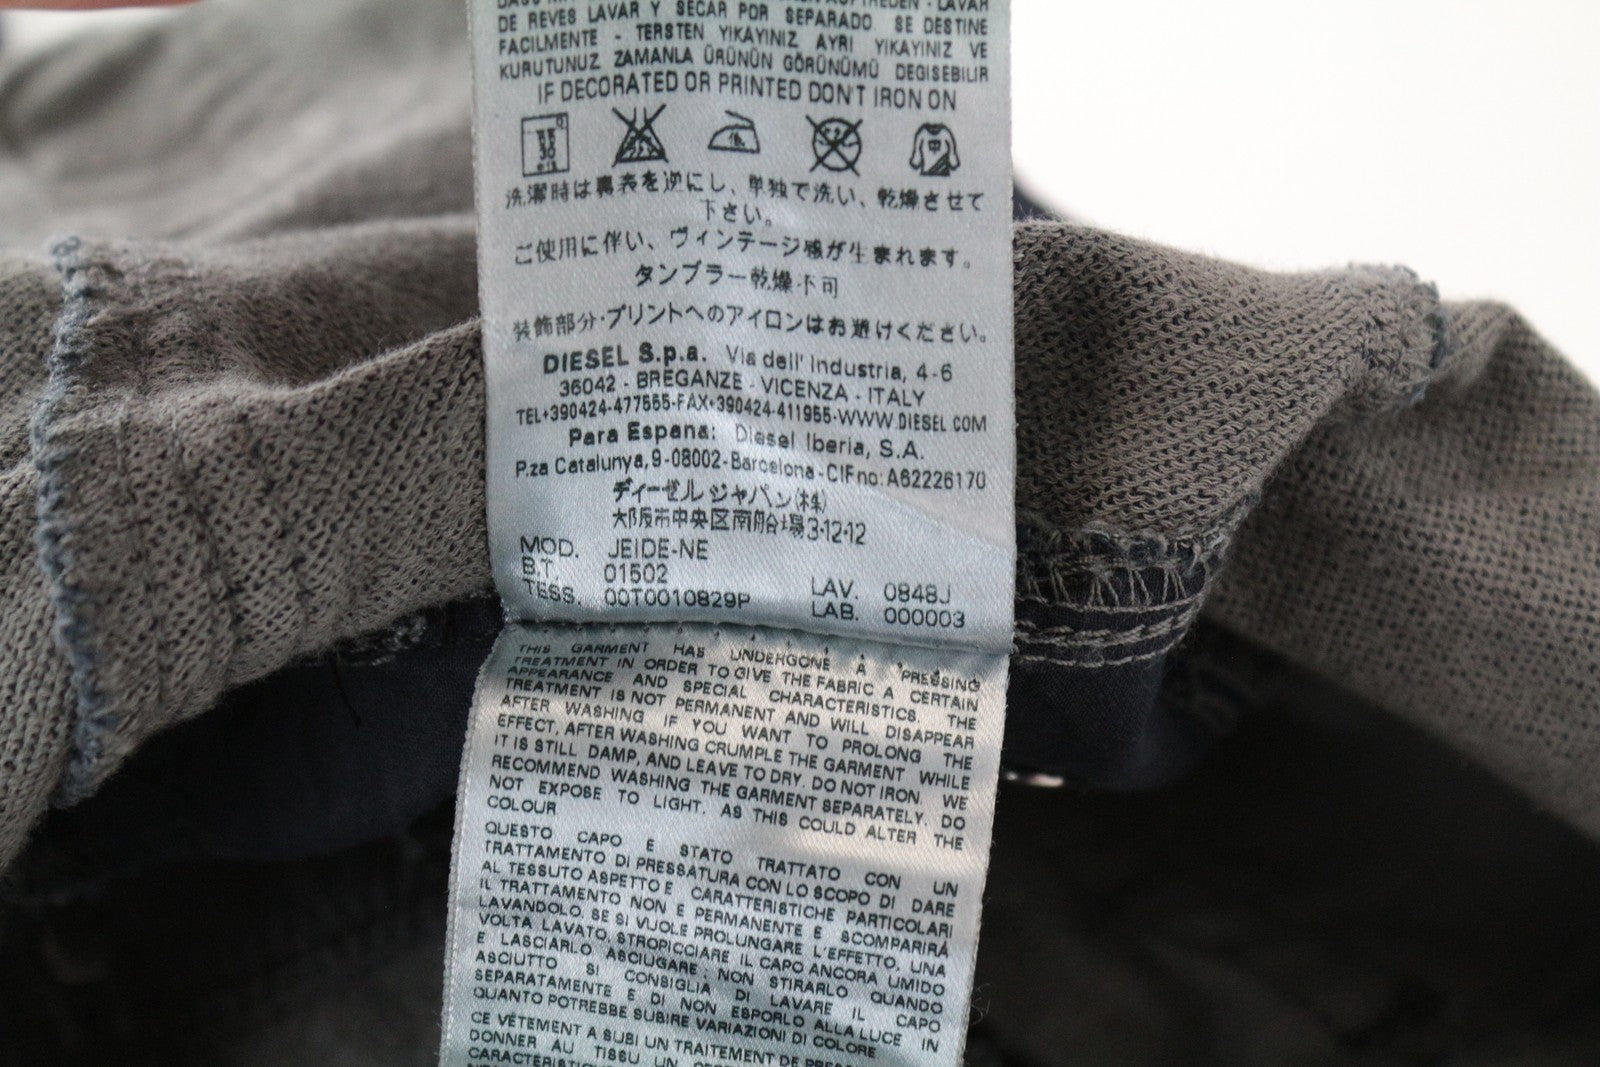 DE REVES LAVAR Y SECAR POR SEPARADO SE DESTINE
FACILMENTE - TERSTEN YIKAYINIZ AYRI YIKAYINIZ VE
KURUTUNUZ ZAMANLA ÜRÜNÜN GÖRÜNÜMÜ DEGISEBILIR
IF DECORATED OR PRINTED DON'T IRON ON
30
洗濯時は裏表を逆にし、単独で洗い、乾燥させて
下さい。
ご使用に伴い、ヴィンテージ感が生まれます。
タンブラー乾燥不可
装飾部分・プリントへのアイロンはお避けください。
DIESEL S.p.a. Via dell' Industria, 4-6
36042 - BREGANZE - VICENZA - ITALY
TEL+390424-477555-FAX+390424-411955-WWW.DIESEL.COM
Para Espana: Diesel Iberia, S.A.
P.za Catalunya,9-08002-Barcelona-CIF no: A62226170
ディーゼル ジャパン(株)
大阪市中央区南船場3-12-12
MOD. JEIDE-NE
B.T. 01502
TESS. 00T0010829P
LAV. 0848J
LAB. 000003
THIS GARMENT HAS UNDERGONE A "PRESSING"
TREATMENT IN ORDER TO GIVE THE FABRIC A CERTAIN
APPEARANCE AND SPECIAL CHARACTERISTICS. THE
TREATMENT IS NOT PERMANENT AND WILL DISAPPEAR
AFTER WASHING IF YOU WANT TO PROLONG THE
EFFECT, AFTER WASHING CRUMPLE THE GARMENT WHILE
IT IS STILL DAMP, AND LEAVE TO DRY. DO NOT IRON. WE
RECOMMEND WASHING THE GARMENT SEPARATELY. DO
NOT EXPOSE TO LIGHT, AS THIS COULD ALTER THE
COLOUR
QUESTO CAPO E STATO TRATTATO CON UN
TRATTAMENTO DI PRESSATURA CON LO SCOPO DI DARE
AL TESSUTO ASPETTO E CARATTERISTICHE PARTICOLARI
IL TRATTAMENTO NON E PERMANENTE E SCOMPARIRÁ
LAVANDOLO. SE SI VUOLE PROLUNGARE L'EFFETTO, UNA
VOLTA LAVATO, STROPICCIARE IL CAPO ANCORA UMIDO
E LASCIARLO ASCIUGARE; NON STIRARLO QUANDO
ASCIUTTO SI CONSIGLIA DI LAVARE IL CAPO
SEPARATAMENTE E DI NON ESPORLO ALLA LUCE IN
QUANTO POTREBBE SUBIRE VARIAZIONI DI COLORE
CE VÊTEMENT A SUBI UN TRAITEMENT DE
DONNER AU TISSU UN